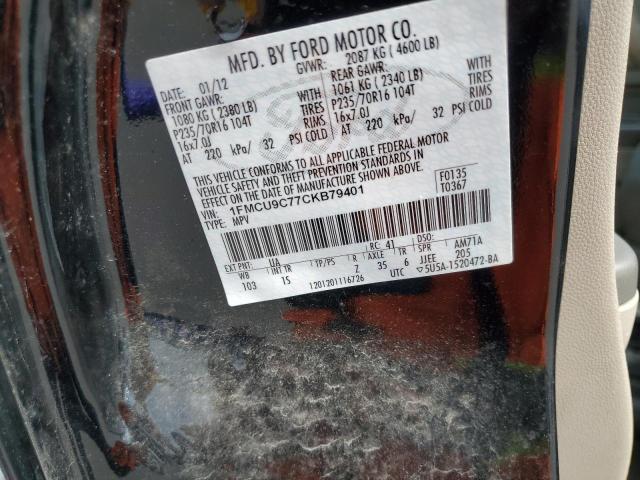 MFD. BY FORD MOTOR CO.
DATE: 01/12 GVWR: 2087 KG ( 4600 LB)
FRONT GAWR: REAR GAWR:
1080 KG ( 2380 LB) 1061 KG ( 2340 LB)
P235/70R16 104T TIRES P235/70R16 104T
16x7.0J RIMS 16x7.0J RIMS
AT 220 kPa/ 32 PSI COLD AT 220 kPa/ 32 PSI COLD
THIS VEHICLE CONFORMS TO ALL APPLICABLE FEDERAL MOTOR
VEHICLE SAFETY AND THEFT PREVENTION STANDARDS IN
EFFECT ON THE DATE OF MANUFACTURE SHOWN ABOVE.
VIN: 1FMCU9C77CKB79401 F0135
TYPE: MPV T0367
EXT PNT: UA RC: 41 DSO:
WB INT TR TP/PS R AXLE TR AM71A
103 IS Z 35 6 JJEE 205
1201201116726 UTC 5U5A-1520472-BA
Ford